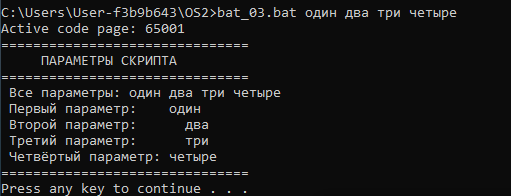 C:\Users\User-f3b9b643\OS2>bat_03.bat один два три четыре
Active code page: 65001
===============================
     ПАРАМЕТРЫ СКРИПТА
===============================
 Все параметры: один два три четыре
 Первый параметр:    один
 Второй параметр:      два
 Третий параметр:      три
 Четвёртый параметр: четыре
===============================
Press any key to continue . . .